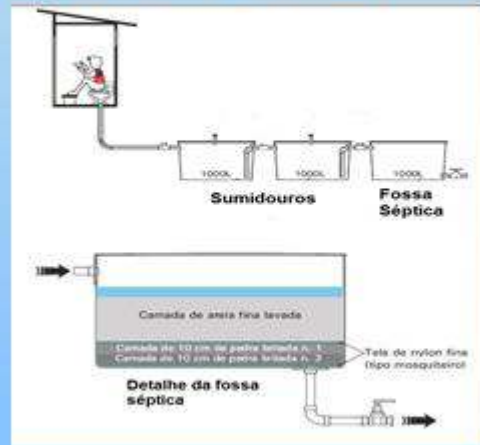 1000L 1000L 1000L
Sumidouros
Fossa
Séptica
Camada de areia fina lavada
Camada de 10 cm de pedra britada n. 1
Camada de 10 cm de pedra britada n. 3
Tela de nylon fina
(tipo mosquiteiro)
Detalhe da fossa
séptica